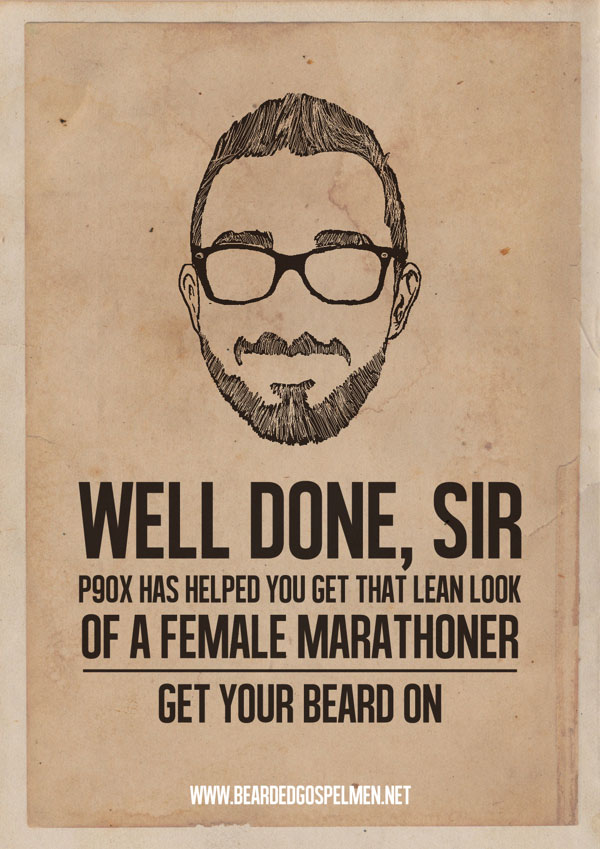 WELL DONE, SIR
P90X HAS HELPED YOU GET THAT LEAN LOOK
OF A FEMALE MARATHONER
GET YOUR BEARD ON
WWW.BEARDEDGOSPELMEN.NET